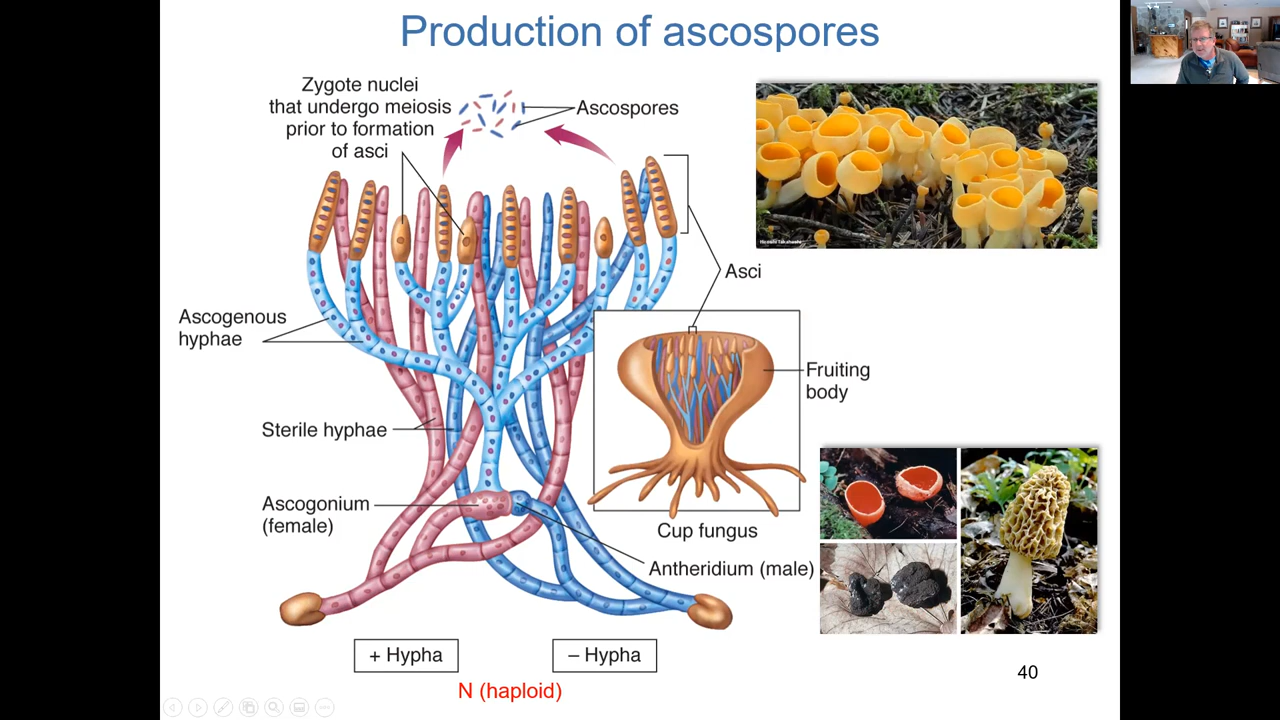 Production of ascospores
Zygote nuclei
that undergo meiosis
prior to formation
of asci
Ascospores
Asci
Ascogenous
hyphae
Fruiting
body
Sterile hyphae
Ascogonium
(female)
Cup fungus
Antheridium (male)
+ Hypha
– Hypha
N (haploid)
40